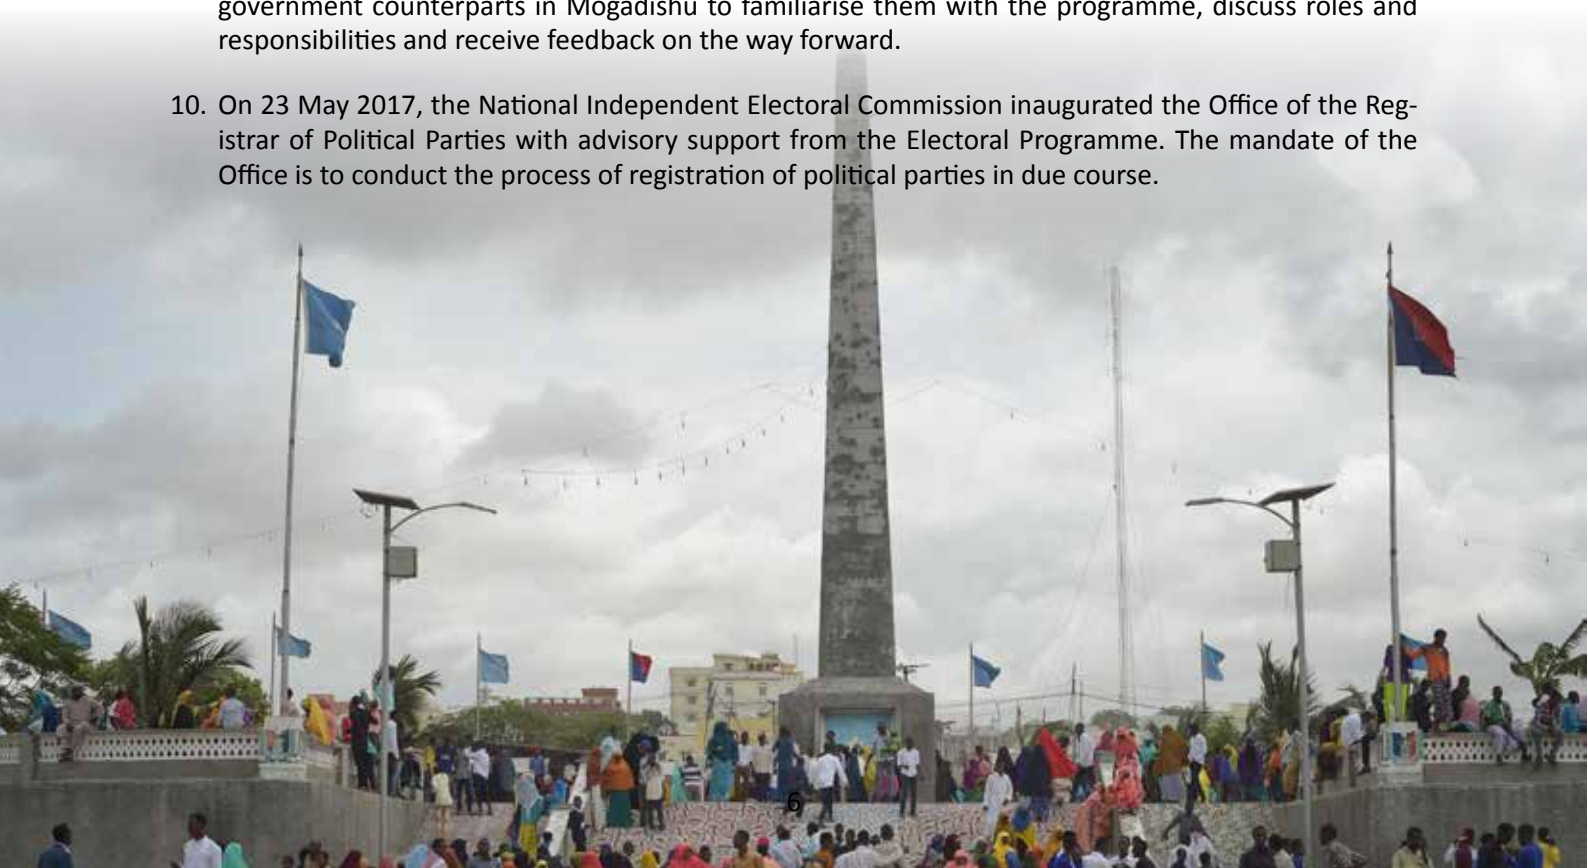 government counterparts in Mogadishu to familiarise them with the programme, discuss roles and
responsibilities and receive feedback on the way forward.
10. On 23 May 2017, the National Independent Electoral Commission inaugurated the Office of the Reg-
istrar of Political Parties with advisory support from the Electoral Programme. The mandate of the
Office is to conduct the process of registration of political parties in due course.
6